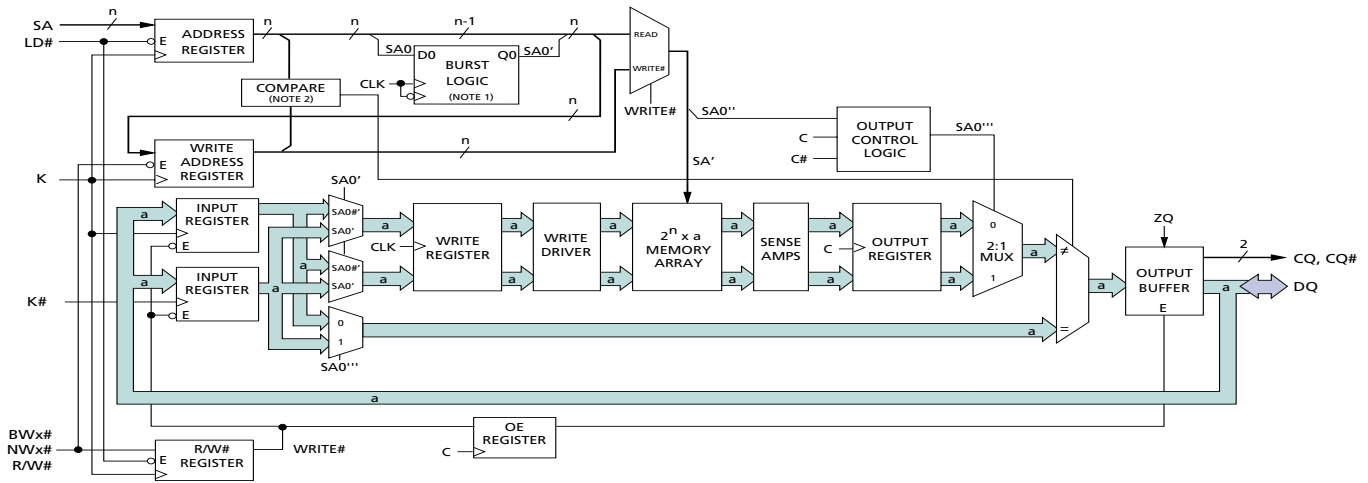 SA
n
LD#
E
ADDRESS
REGISTER
n
n
n-1
n
SA0
D0
Q0
SA0'
BURST
LOGIC
(NOTE 1)
CLK
READ
WRITE#
WRITE#
COMPARE
(NOTE 2)
n
n
SA0''
C
C#
OUTPUT
CONTROL
LOGIC
SA0'''
SA'
E
WRITE
ADDRESS
REGISTER
K
SA0'
a
INPUT
REGISTER
E
SA0#'
SA0'
a
CLK
WRITE
REGISTER
a
WRITE
DRIVER
a
2n x a
MEMORY
ARRAY
a
SENSE
AMPS
a
C
OUTPUT
REGISTER
a
0
2:1
MUX
1
a
≠
ZQ
2
CQ, CQ#
a
INPUT
REGISTER
E
K#
a
a
SA0#'
SA0'
a
a
a
a
a
a
a
OUTPUT
BUFFER
E
a
DQ
0
1
SA0'''
a
=
a
BWx#
NWx#
R/W#
E
R/W#
REGISTER
WRITE#
C
OE
REGISTER